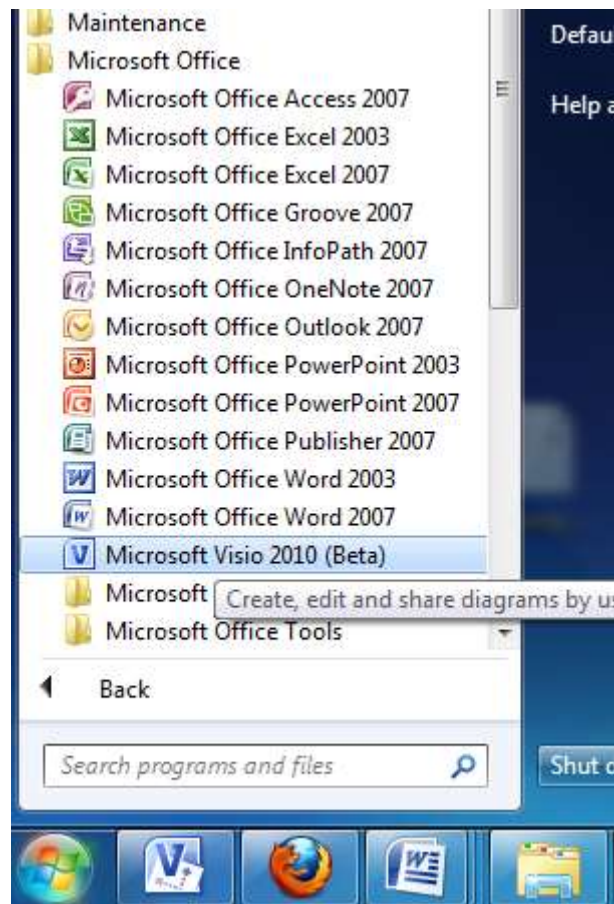 Maintenance
Microsoft Office
Microsoft Office Access 2007
Microsoft Office Excel 2003
Microsoft Office Excel 2007
Microsoft Office Groove 2007
Microsoft Office InfoPath 2007
Microsoft Office OneNote 2007
Microsoft Office Outlook 2007
Microsoft Office PowerPoint 2003
Microsoft Office PowerPoint 2007
Microsoft Office Publisher 2007
Microsoft Office Word 2003
Microsoft Office Word 2007
Microsoft Visio 2010 (Beta)
Microsoft
Create, edit and share diagrams by
Microsoft Office Tools
Back
Search programs and files
Help
Shut